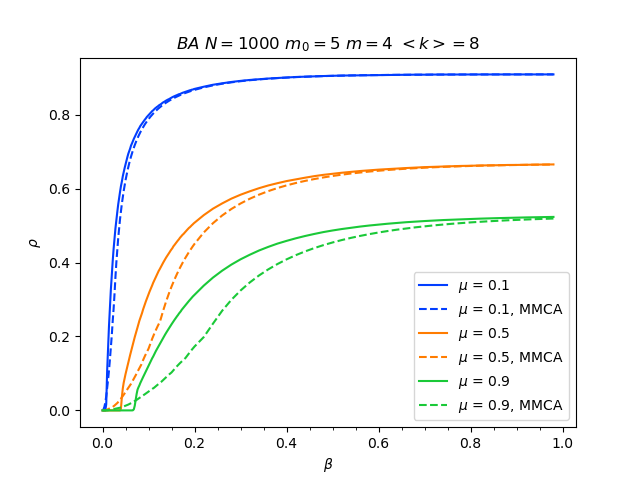 BA N = 1000 m₀ = 5 m = 4 < k > = 8
ρ
0.8
0.6
0.4
0.2
0.0
0.0 0.2 0.4 0.6 0.8 1.0
β
μ = 0.1
μ = 0.1, MMCA
μ = 0.5
μ = 0.5, MMCA
μ = 0.9
μ = 0.9, MMCA